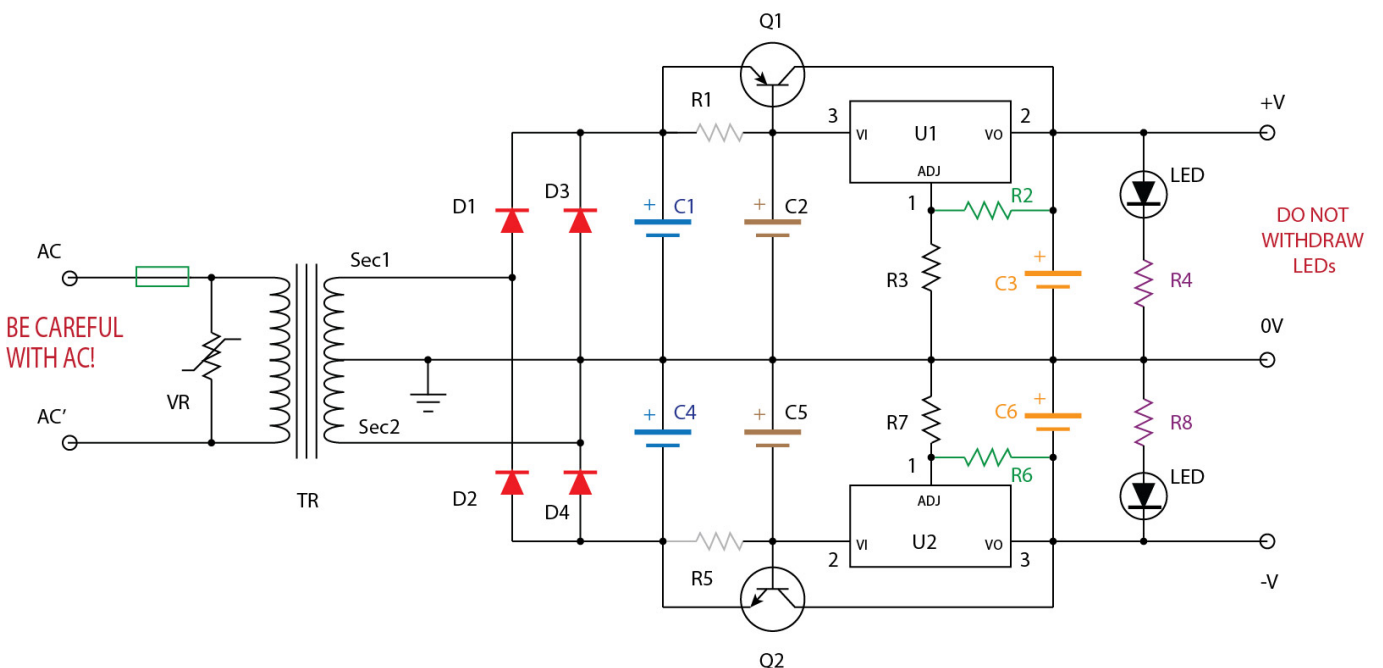 Q1
R1
3
VI
U1
VO
2
+V
ADJ
D3
D1
+
C1
+
C2
1
R2
LED
DO NOT
WITHDRAW
LEDs
AC
Sec1
R3
+
C3
R4
BE CAREFUL
WITH AC!
0V
VR
AC'
Sec2
+
C4
+
C5
R7
+
C6
R8
1
R6
LED
TR
D2
D4
ADJ
R5
2
VI
U2
VO
3
-V
Q2